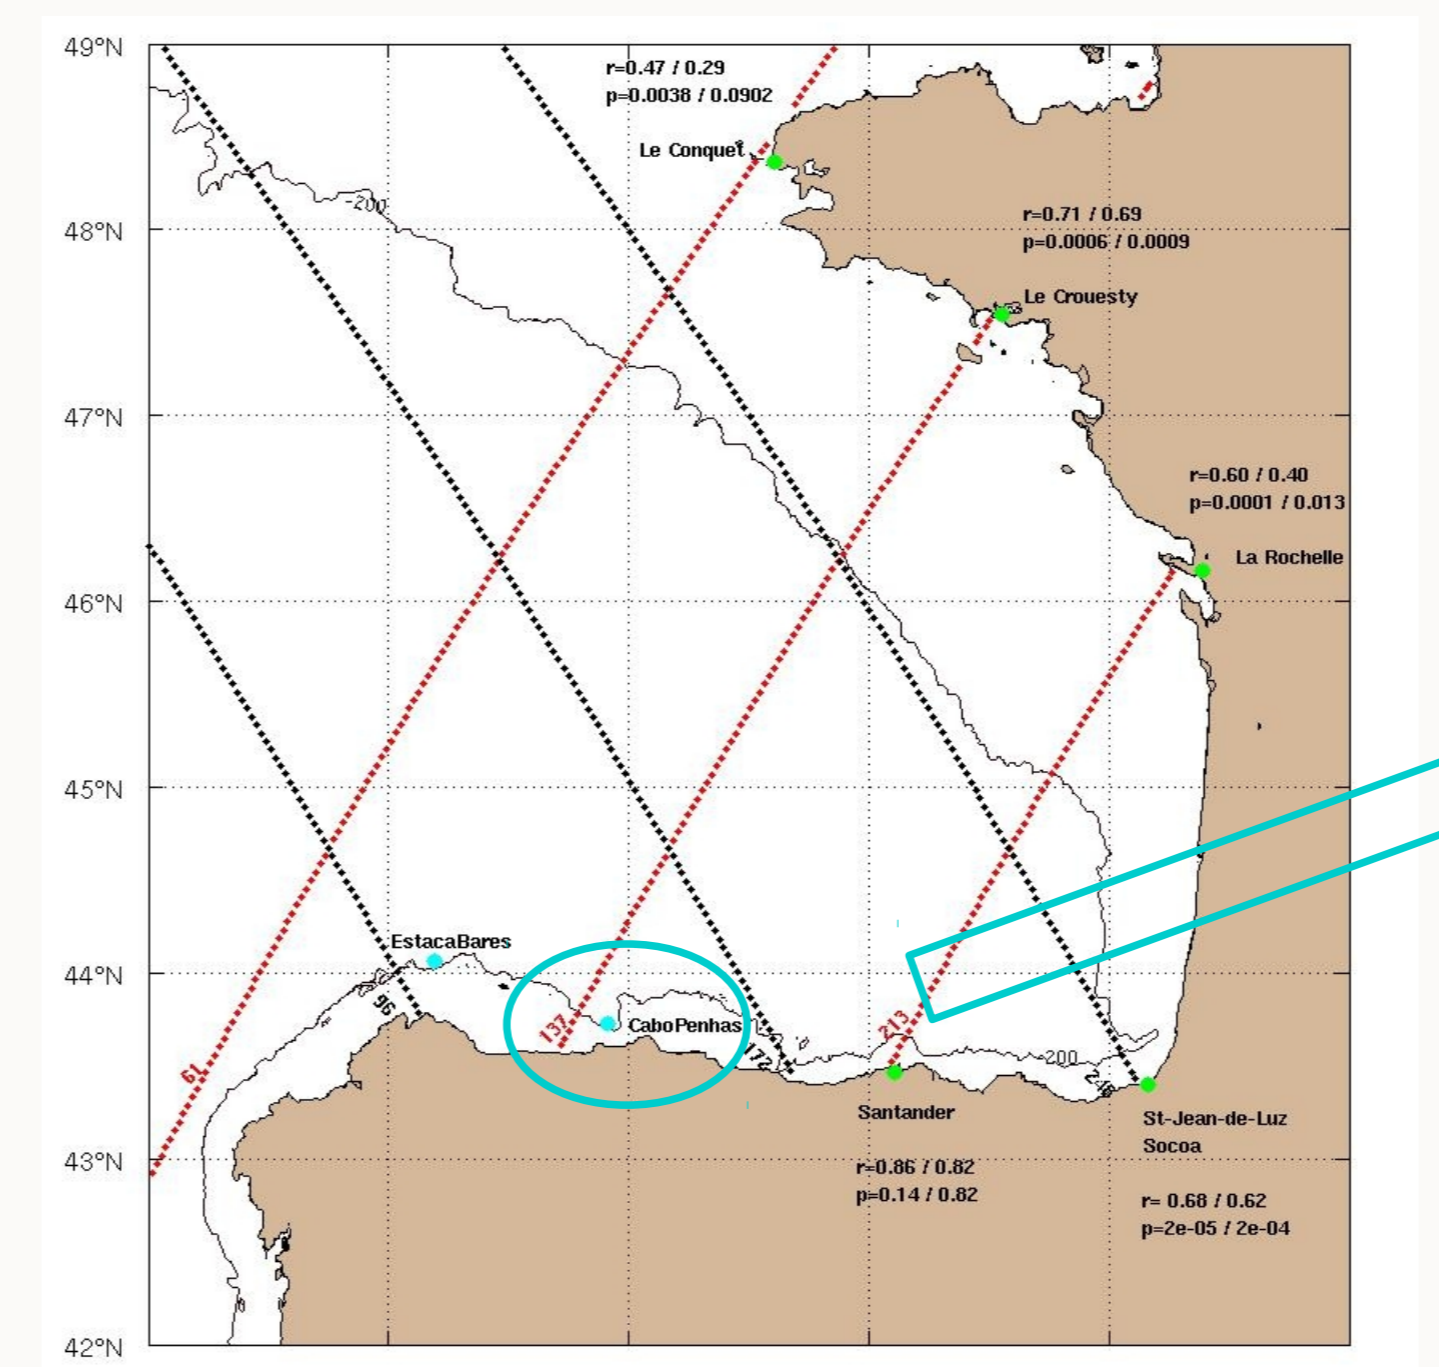 49°N
r=0.47 / 0.29
p=0.0038 / 0.0902
Le Conquet
-200
48°N
r=0.71 / 0.69
p=0.0006 / 0.0009
Le Crouesty
47°N
r=0.60 / 0.40
p=0.0001 / 0.013
La Rochelle
46°N
45°N
EstacaBares
44°N
96
137
CaboPenhas
172
213
-200
248
61
Santander
St-Jean-de-Luz
Socoa
43°N
r=0.86 / 0.82
p=0.14 / 0.82
r= 0.68 / 0.62
p=2e-05 / 2e-04
42°N